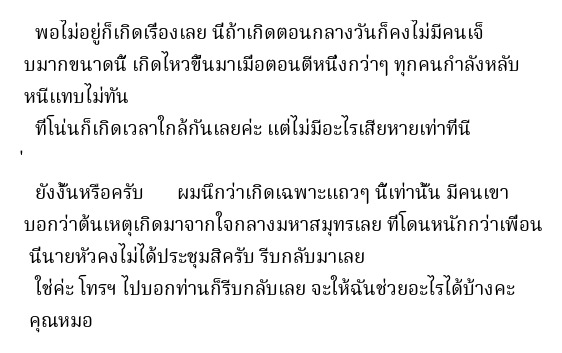 พอไม่อยู่ก็เกิดเรื่องเลย นี่ถ้าเกิดตอนกลางวันก็คงไม่มีคนเจ็
บมากขนาดนี้ เกิดไหวขึ้นมาเมื่อตอนตีหนึ่งกว่าๆ ทุกคนกำลังหลับ
หนีแทบไม่ทัน
ที่โน่นก็เกิดเวลาใกล้กันเลยค่ะ แต่ไม่มีอะไรเสียหายเท่าที่นี
่
ยังงั้นหรือครับ ผมนึกว่าเกิดเฉพาะแถวๆ นี้เท่านั้น มีคนเขา
บอกว่าต้นเหตุเกิดมาจากใจกลางมหาสมุทรเลย ที่โดนหนักกว่าเพื่อน
นี่นายหัวคงไม่ได้ประชุมสิครับ รีบกลับมาเลย
ใช่ค่ะ โทรฯ ไปบอกท่านก็รีบกลับเลย จะให้ฉันช่วยอะไรได้บ้างคะ
คุณหมอ